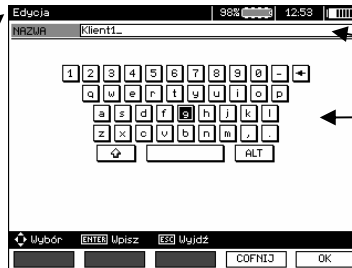 Edycja 98% 12:53
NAZWA Klient1_
1 2 3 4 5 6 7 8 9 0 - ←
q w e r t y u i o p
a s d f g h j k l
z x c v b n m , .
⇧ ALT
Wybór ENTER Wpisz ESC Wyjdź
COFNIJ OK